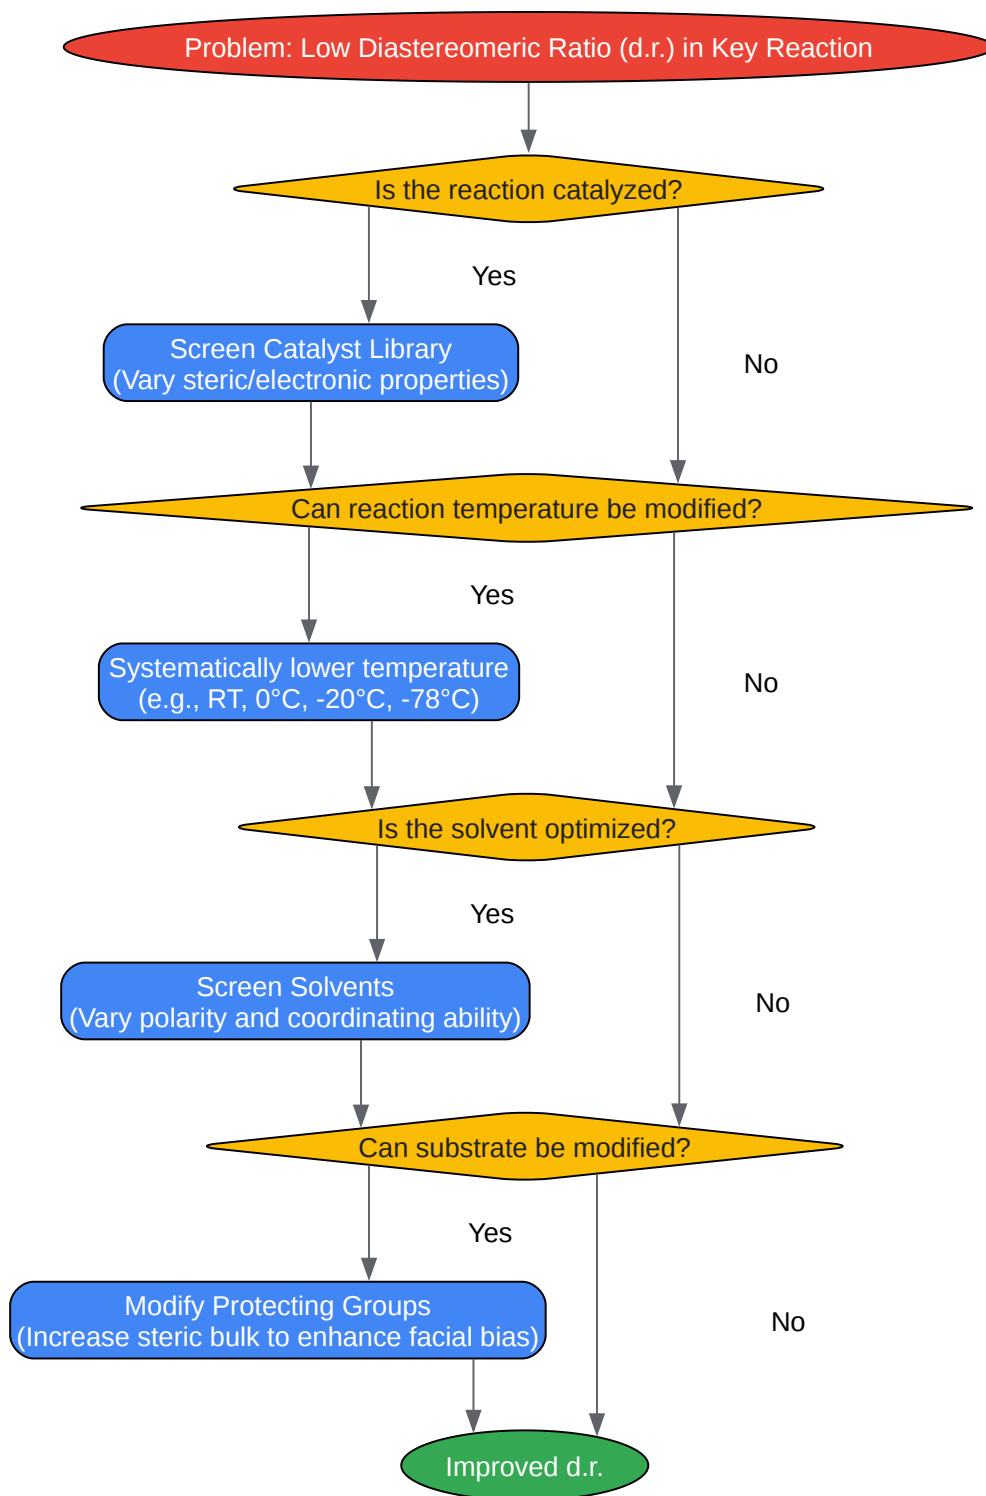 Problem: Low Diastereomeric Ratio (d.r.) in Key Reaction
Is the reaction catalyzed?
Yes
Screen Catalyst Library
(Vary steric/electronic properties)
No
Can reaction temperature be modified?
Yes
Systematically lower temperature
(e.g., RT, 0°C, -20°C, -78°C)
No
Is the solvent optimized?
Yes
Screen Solvents
(Vary polarity and coordinating ability)
No
Can substrate be modified?
Yes
Modify Protecting Groups
(Increase steric bulk to enhance facial bias)
No
Improved d.r.